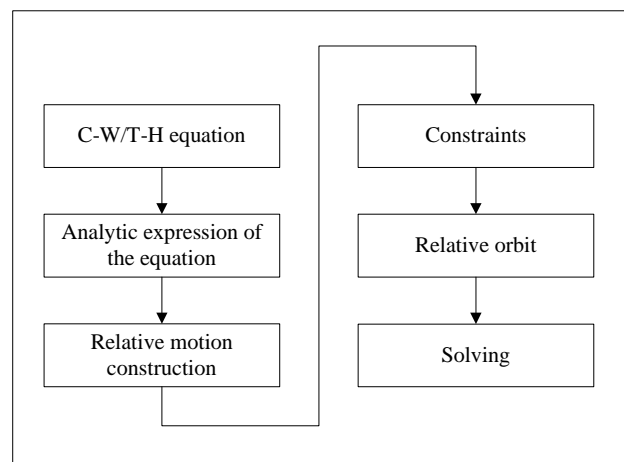 C-W/T-H equation
Analytic expression of
the equation
Relative motion
construction
Constraints
Relative orbit
Solving